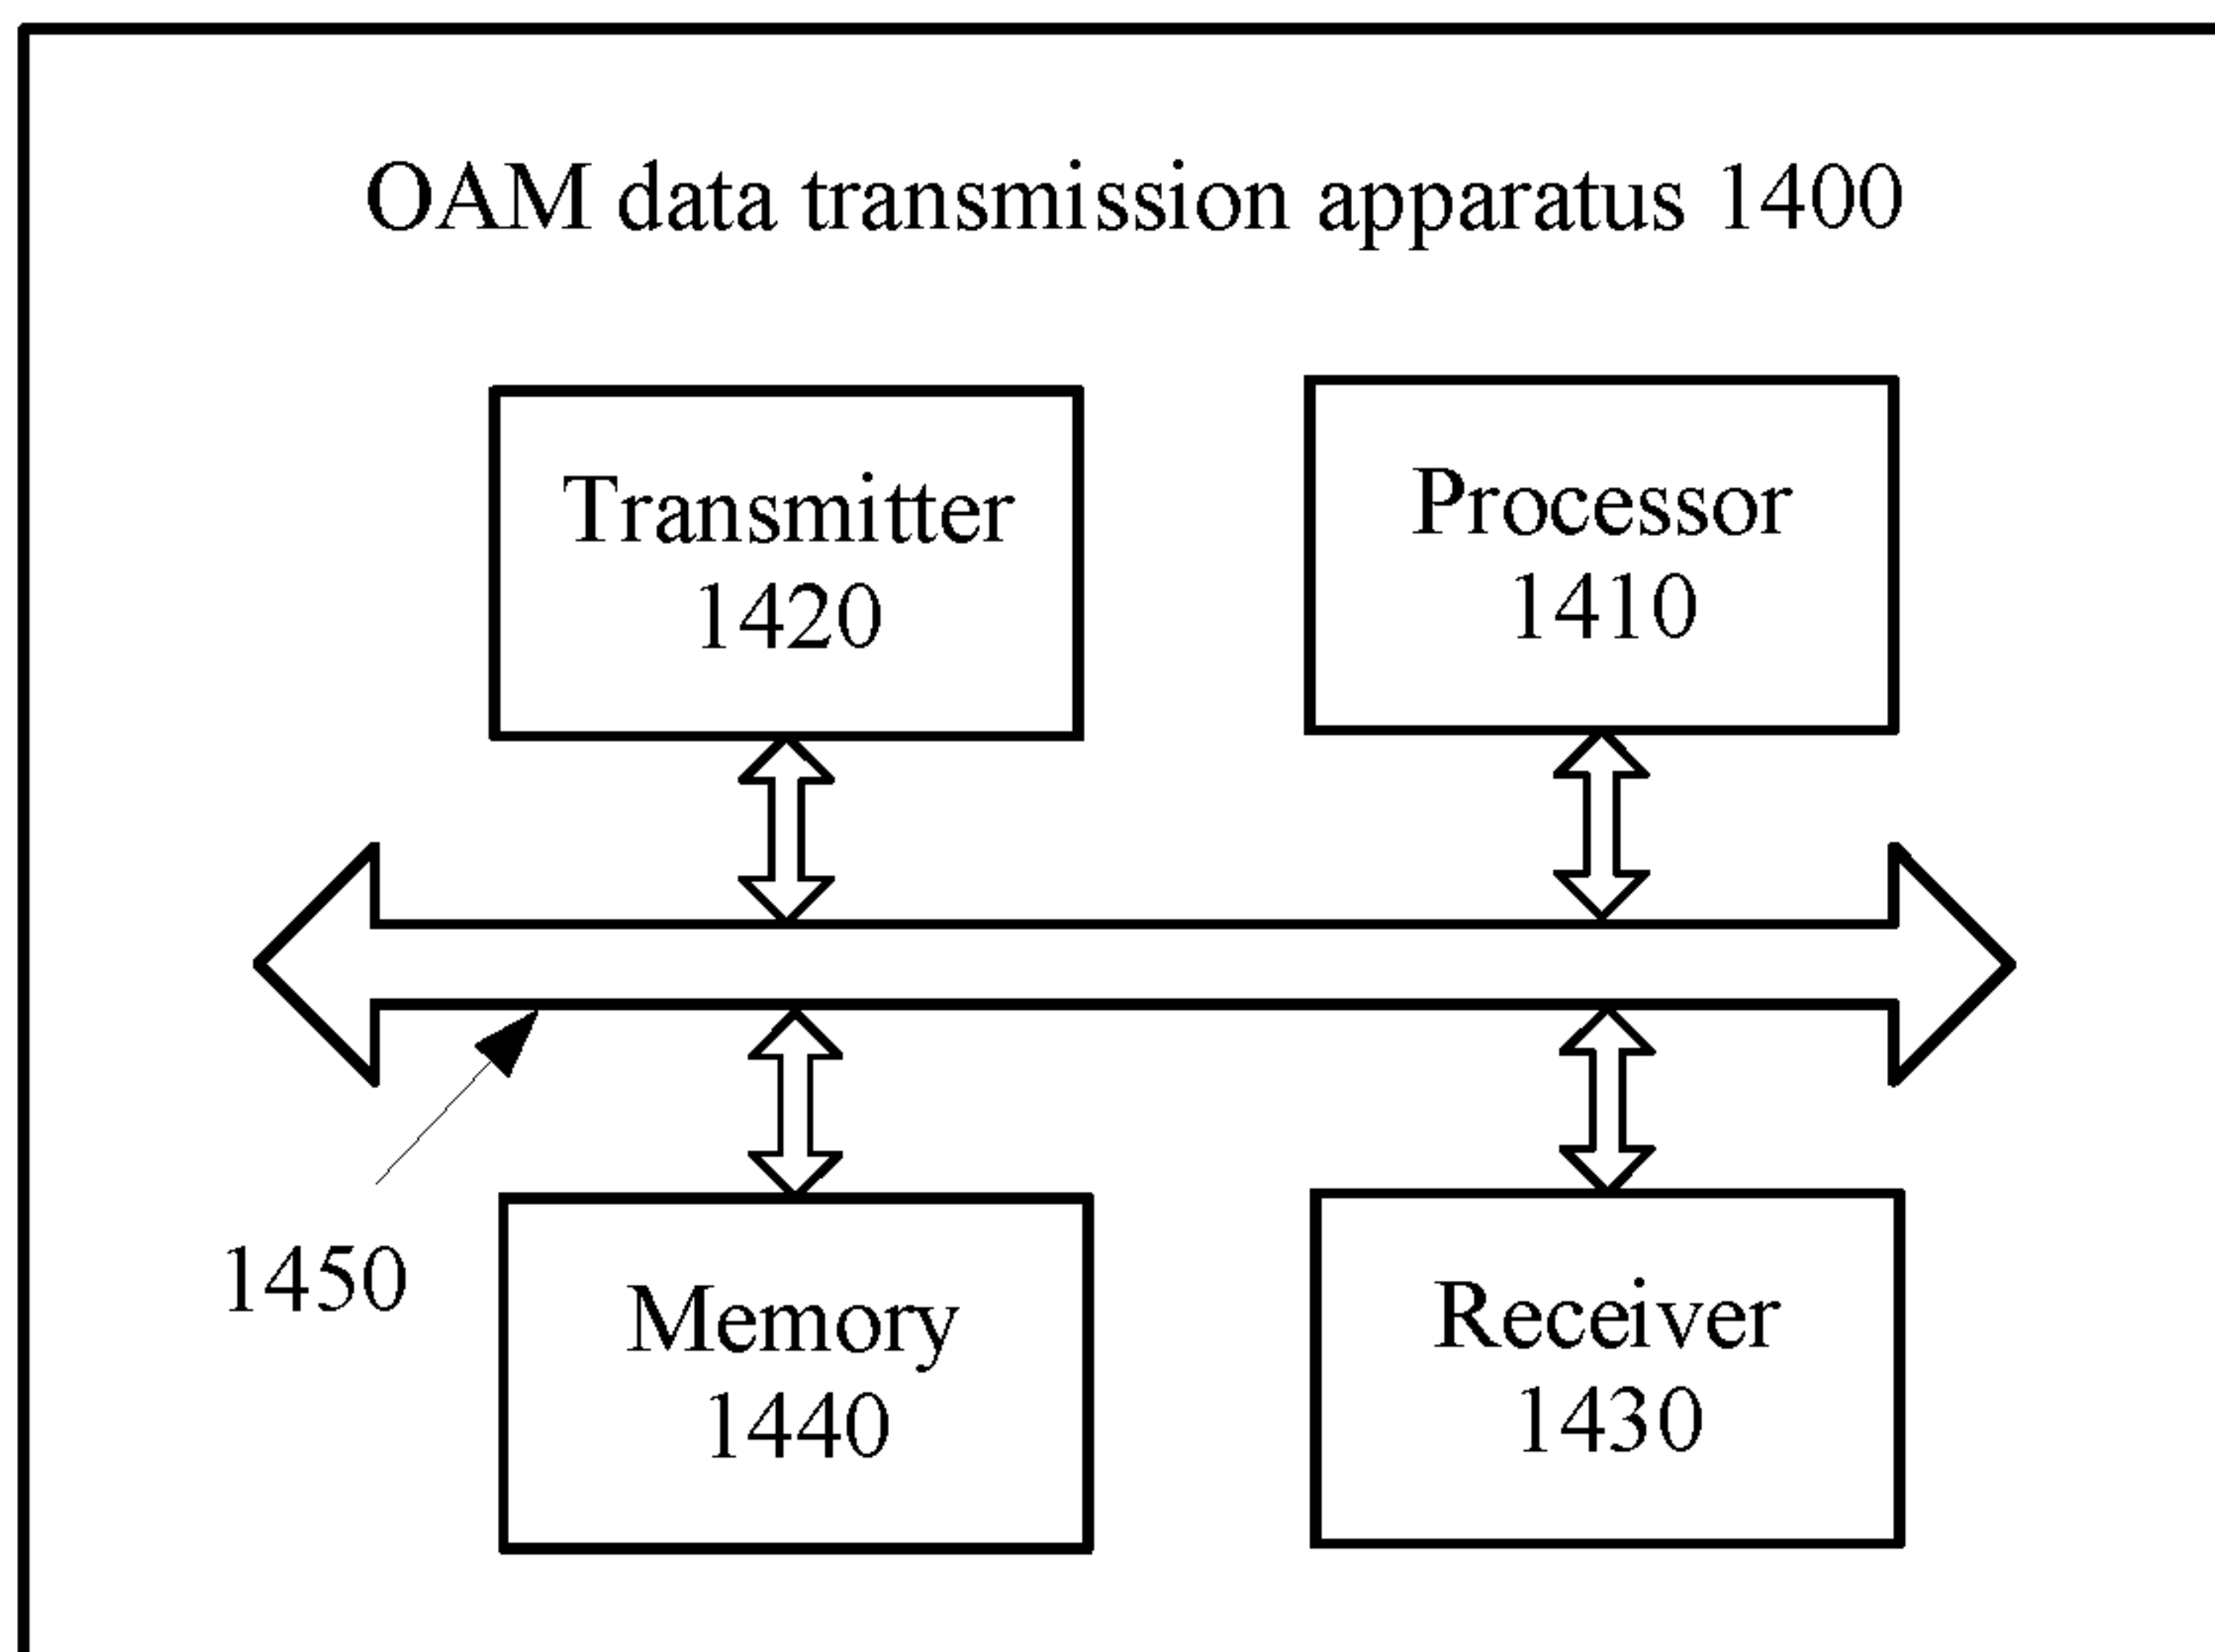 OAM data transmission apparatus 1400
Transmitter
1420
Processor
1410
1450
Memory
1440
Receiver
1430